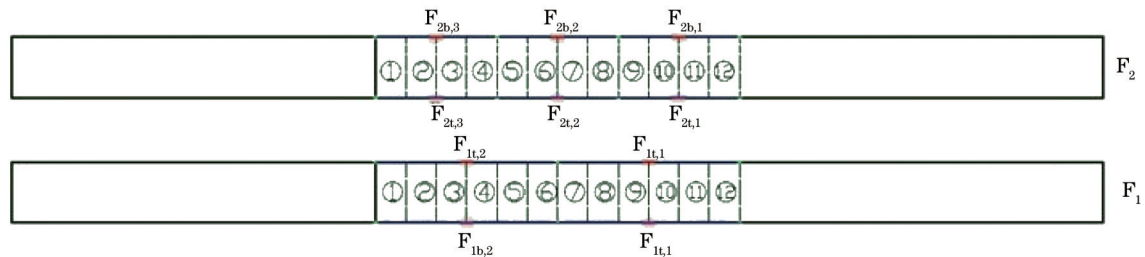 F2b,3 F2b,2 F2b,1
① ② ③ ④ ⑤ ⑥ ⑦ ⑧ ⑨ ⑩ ⑪ ⑫ F2
F2t,3 F2t,2 F2t,1
F1t,2 F1t,1
① ② ③ ④ ⑤ ⑥ ⑦ ⑧ ⑨ ⑩ ⑪ ⑫ F1
F1b,2 F1t,1